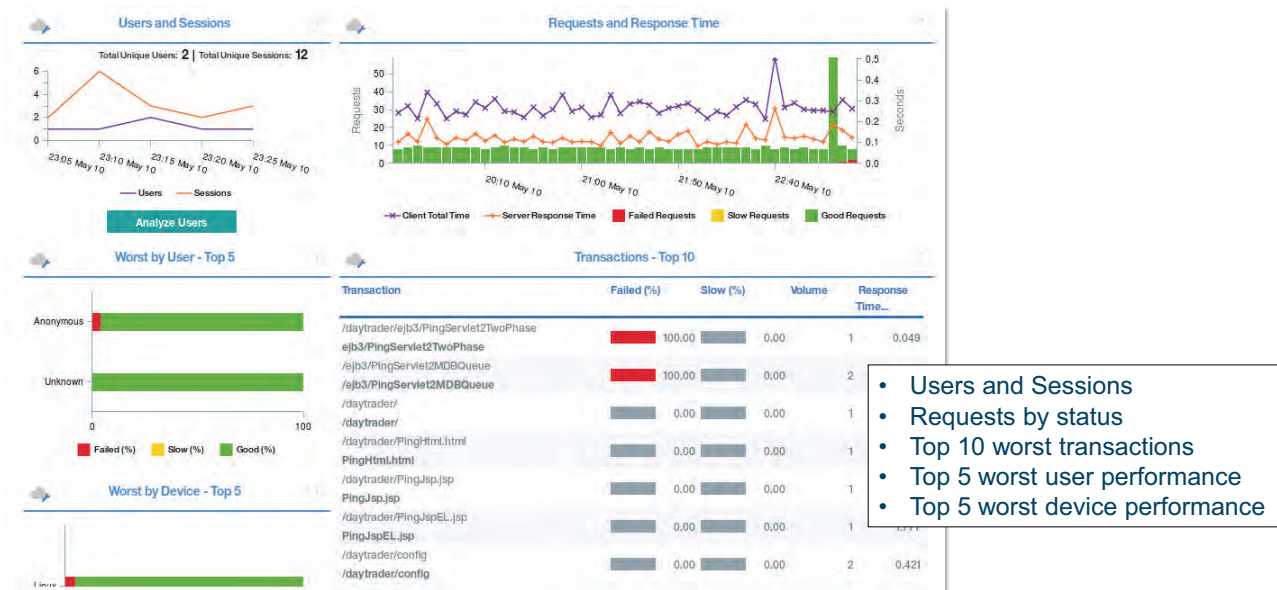 Users and Sessions
Total Unique Users: 2 | Total Unique Sessions: 12
6
4
2
0
23:05 May 10
23:10 May 10
23:15 May 10
23:20 May 10
23:25 May 10
Users
Sessions
Analyze Users
Requests and Response Time
Requests
50
40
30
20
10
0
0.5
0.4
0.3
0.2
0.1
0.0
Seconds
20:10 May 10
21:00 May 10
21:50 May 10
22:40 May 10
Client Total Time
Server Response Time
Failed Requests
Slow Requests
Good Requests
Worst by User - Top 5
Anonymous
Unknown
0
100
Failed (%)
Slow (%)
Good (%)
Worst by Device - Top 5
Linux
Transactions - Top 10
Transaction Failed (%) Slow (%) Volume Response
Time...
/daytrader/ejb3/PingServlet2TwoPhase
ejb3/PingServlet2TwoPhase 100.00 0.00 1 0.049
/ejb3/PingServlet2MDBQueue
/ejb3/PingServlet2MDBQueue 100.00 0.00 2
/daytrader/
/daytrader/ 0.00 0.00 1
/daytrader/PingHtml.html
PingHtml.html 0.00 0.00 1
/daytrader/PingJsp.jsp
PingJsp.jsp 0.00 0.00 1
/daytrader/PingJspEL.jsp
PingJspEL.jsp 0.00 0.00 1
/daytrader/config
/daytrader/config 0.00 0.00 2 0.421
• Users and Sessions
• Requests by status
• Top 10 worst transactions
• Top 5 worst user performance
• Top 5 worst device performance